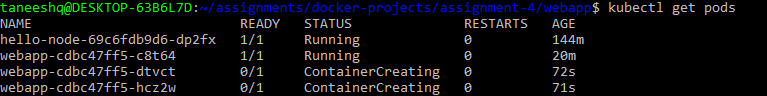 taneeshq@DESKTOP-63B6L7D:~/assignments/docker-projects/assignment-4/webapp$ kubectl get pods
NAME READY STATUS RESTARTS AGE
hello-node-69c6fdb9d6-dp2fx 1/1 Running 0 144m
webapp-cdbc47ff5-c8t64 1/1 Running 0 20m
webapp-cdbc47ff5-dtvct 0/1 ContainerCreating 0 72s
webapp-cdbc47ff5-hcz2w 0/1 ContainerCreating 0 71s